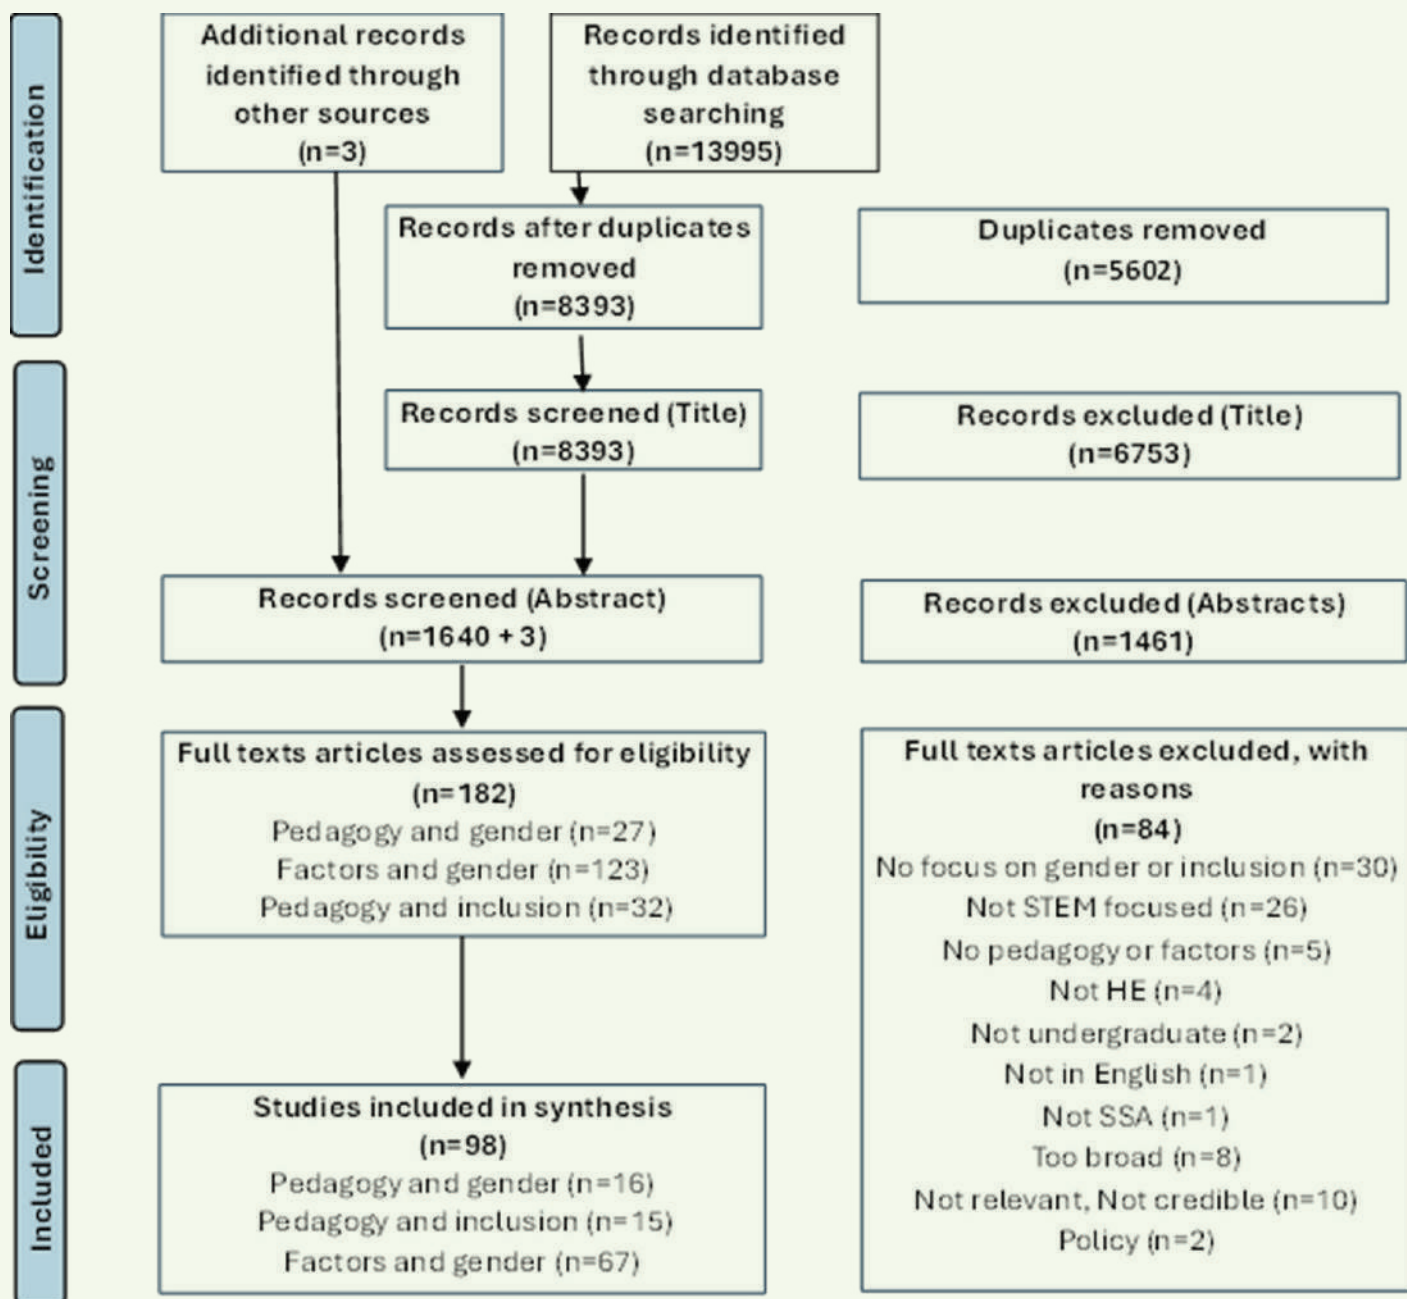 Identification
Additional records
identified through
other sources
(n=3)
Records identified
through database
searching
(n=13995)
Records after duplicates
removed
(n=8393)
Duplicates removed
(n=5602)
Screening
Records screened (Title)
(n=8393)
Records excluded (Title)
(n=6753)
Records screened (Abstract)
(n=1640 + 3)
Records excluded (Abstracts)
(n=1461)
Eligibility
Full texts articles assessed for eligibility
(n=182)
Pedagogy and gender (n=27)
Factors and gender (n=123)
Pedagogy and inclusion (n=32)
Full texts articles excluded, with
reasons
(n=84)
No focus on gender or inclusion (n=30)
Not STEM focused (n=26)
No pedagogy or factors (n=5)
Not HE (n=4)
Not undergraduate (n=2)
Not in English (n=1)
Not SSA (n=1)
Too broad (n=8)
Not relevant, Not credible (n=10)
Policy (n=2)
Included
Studies included in synthesis
(n=98)
Pedagogy and gender (n=16)
Pedagogy and inclusion (n=15)
Factors and gender (n=67)